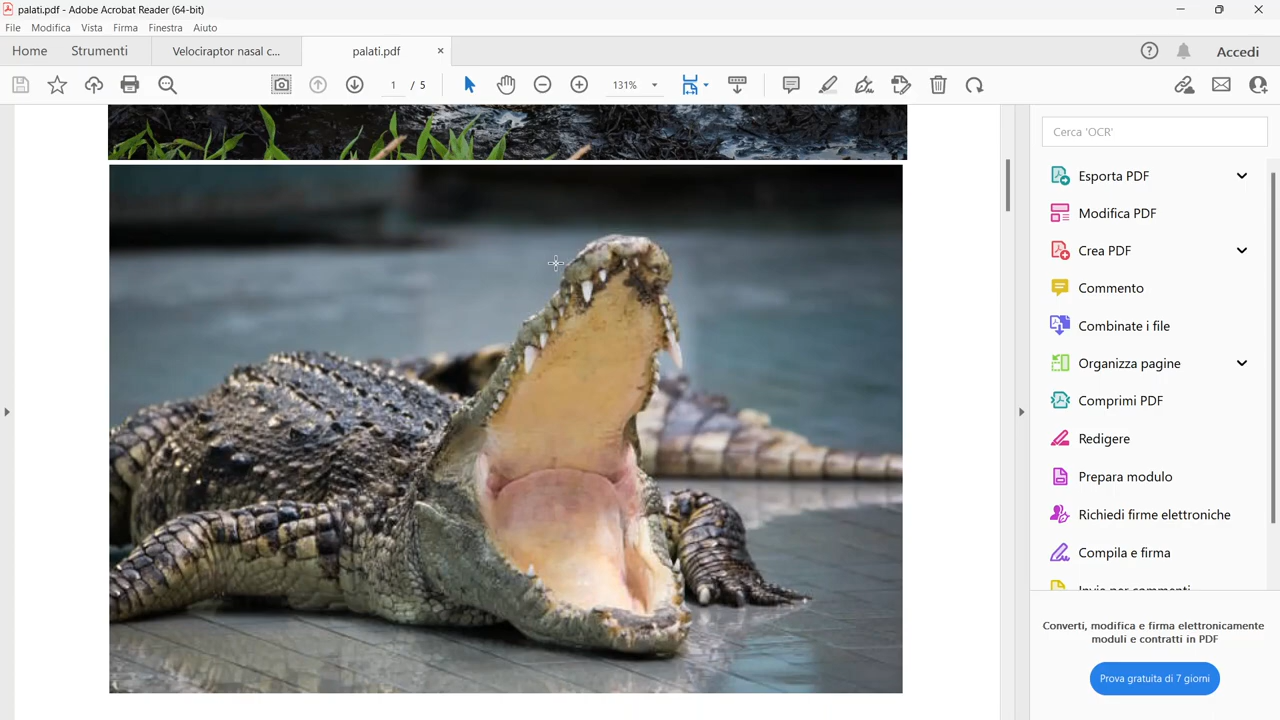 palati.pdf - Adobe Acrobat Reader (64-bit)
File Modifica Vista Firma Finestra Aiuto
Home Strumenti Velociraptor nasal c... palati.pdf Accedi
1 / 5 131%
Cerca 'OCR'
Esporta PDF
Modifica PDF
Crea PDF
Commento
Combinate i file
Organizza pagine
Comprimi PDF
Redigere
Prepara modulo
Richiedi firme elettroniche
Compila e firma
Invia per commenti
Converti, modifica e firma elettronicamente
moduli e contratti in PDF
Prova gratuita di 7 giorni